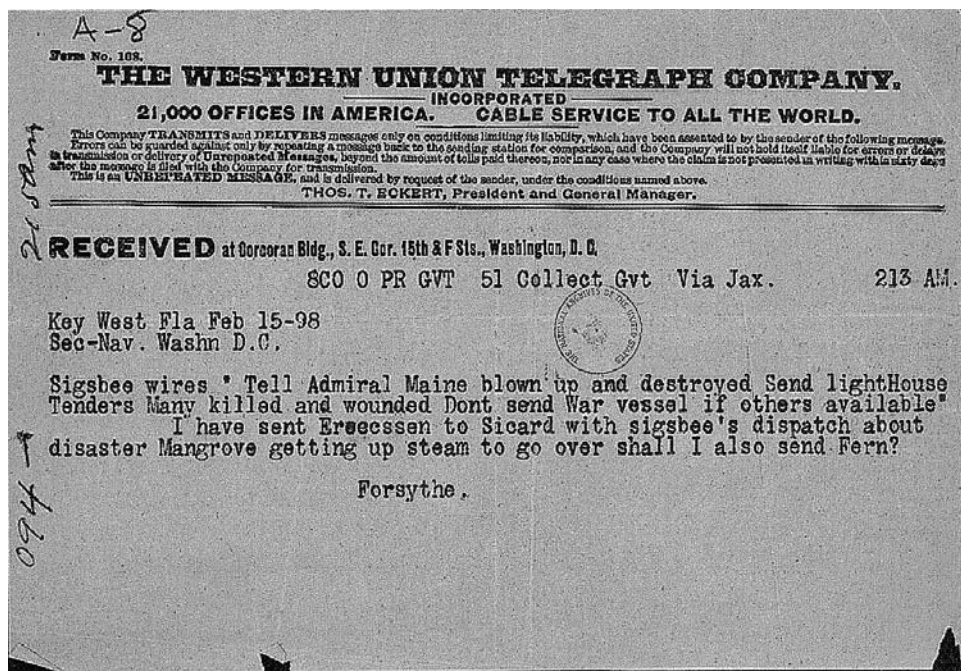 A-8
Form No. 168.
THE WESTERN UNION TELEGRAPH COMPANY.
INCORPORATED
21,000 OFFICES IN AMERICA. CABLE SERVICE TO ALL THE WORLD.
This Company TRANSMITS and DELIVERS messages only on conditions limiting its liability, which have been assented to by the sender of the following message.
Errors can be guarded against only by repeating a message back to the sending station for comparison, and the Company will not hold itself liable for errors or delays
in transmission or delivery of Unrepeated Messages, beyond the amount of tolls paid thereon, nor in any case where the claim is not presented in writing within sixty days
after the message is filed with the Company for transmission.
This is an UNREPEATED MESSAGE, and is delivered by request of the sender, under the conditions named above.
THOS. T. ECKERT, President and General Manager.
RECEIVED at Corcoran Bldg., S. E. Cor. 15th & F Sts., Washington, D. C.
8CO O PR GVT 51 Collect Gvt Via Jax. 213 AM.
THE NATIONAL ARCHIVES OF THE UNITED STATES
Key West Fla Feb 15-98
Sec-Nav. Washn D.C.
Sigsbee wires " Tell Admiral Maine blown up and destroyed Send lightHouse
Tenders Many killed and wounded Dont send War vessel if others available"
I have sent to Sicard with sigsbee's dispatch about
disaster Mangrove getting up steam to go over shall I also send Fern?
Forsythe.
094